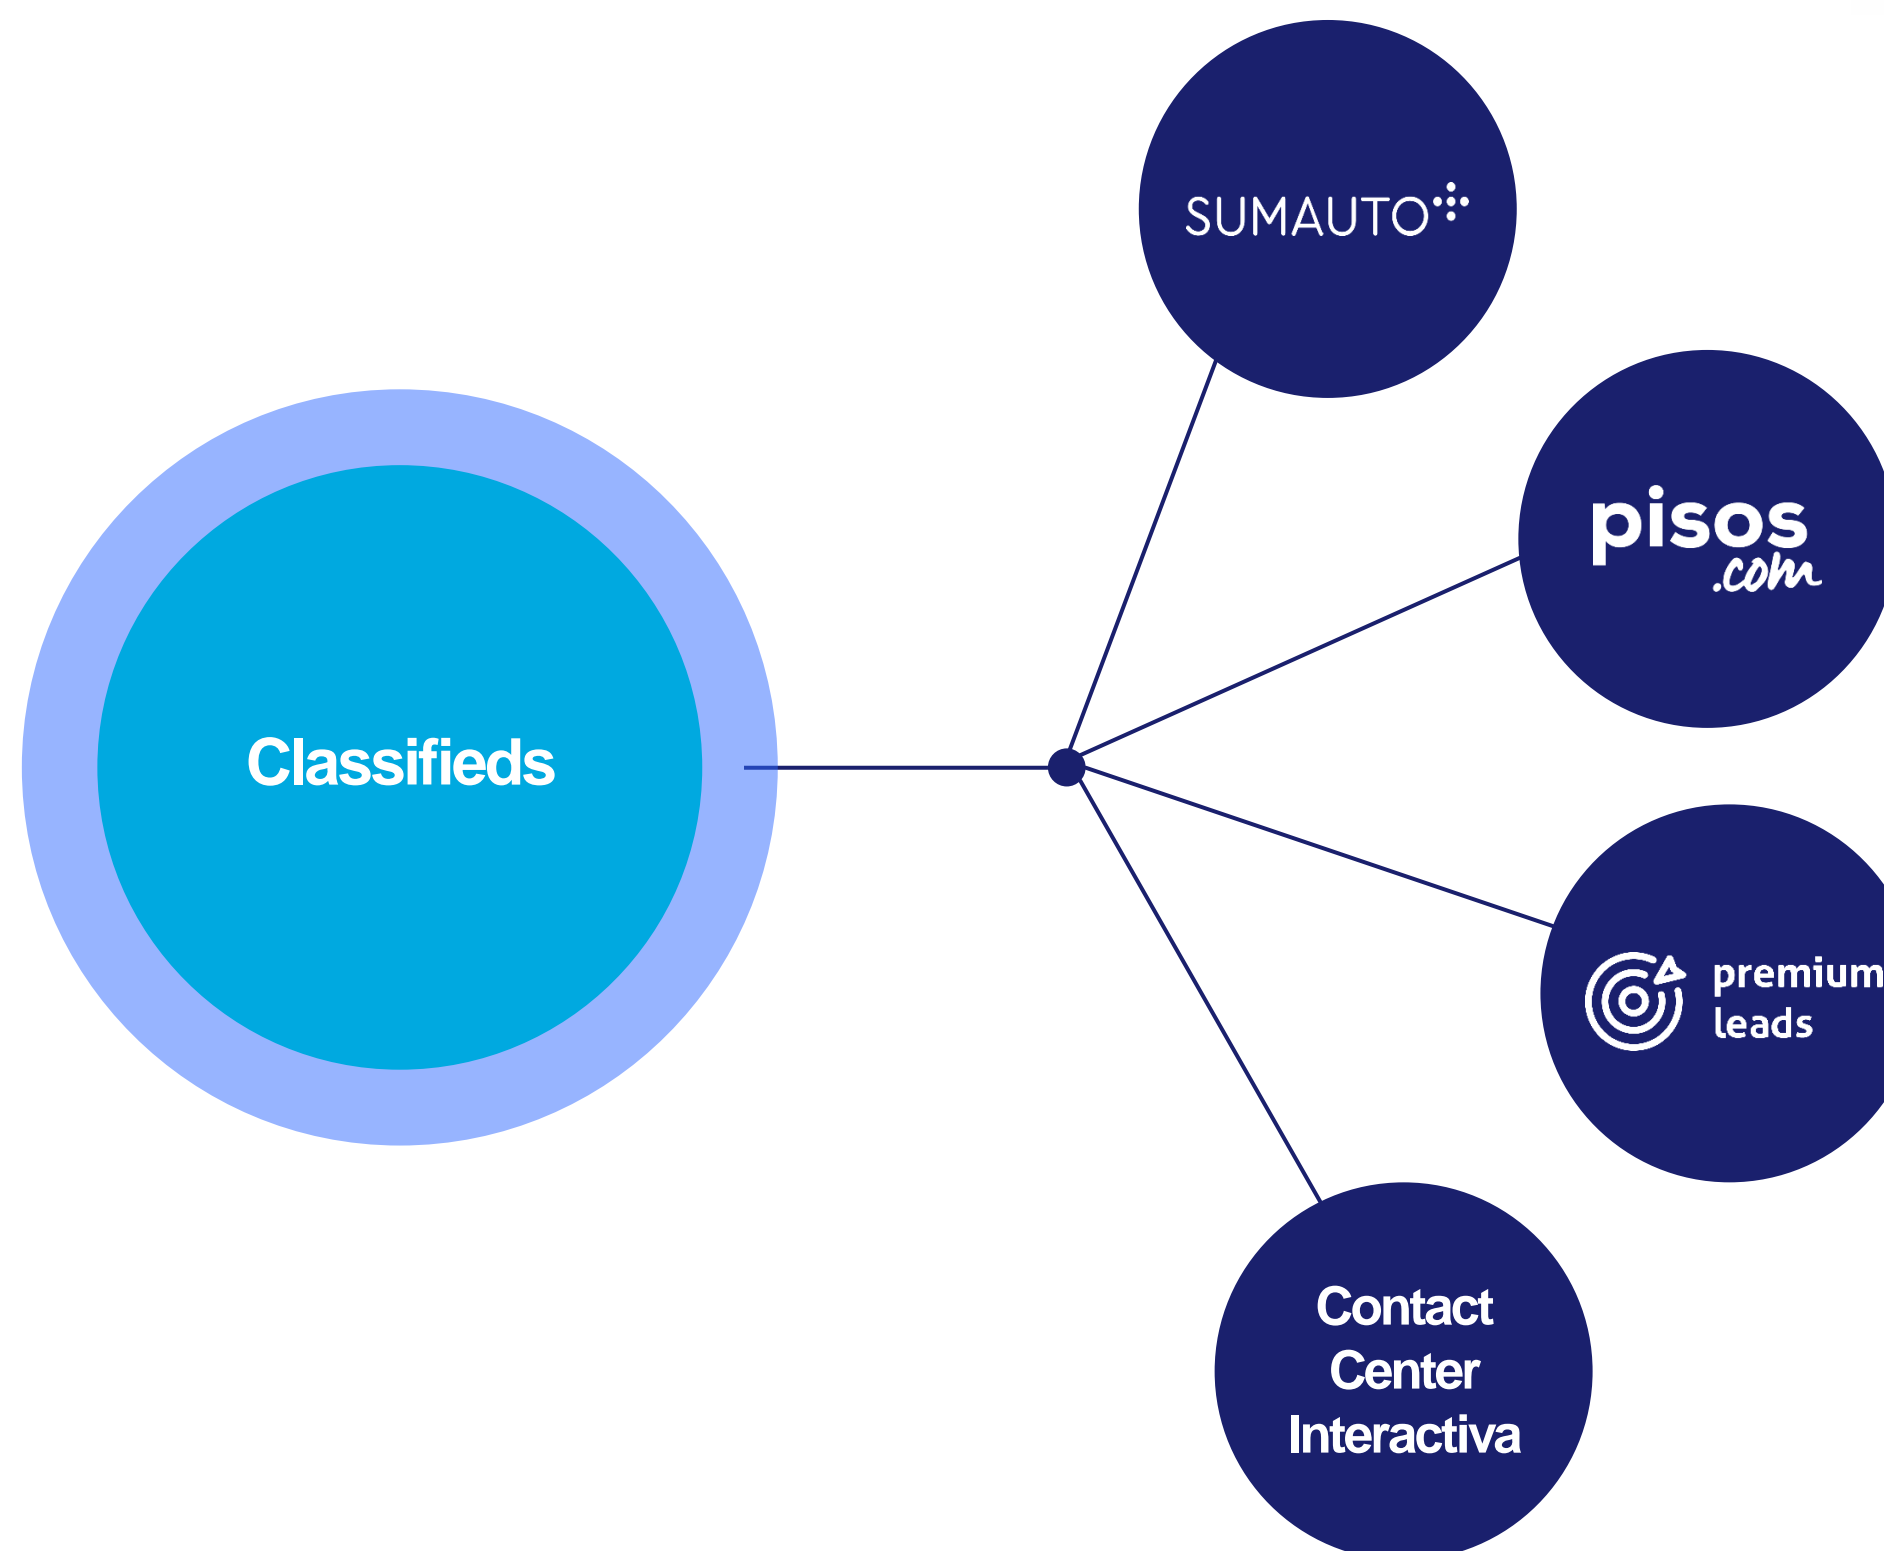 SUMAUTO
pisos
.com
Classifieds
premium
leads
Contact
Center
Interactiva